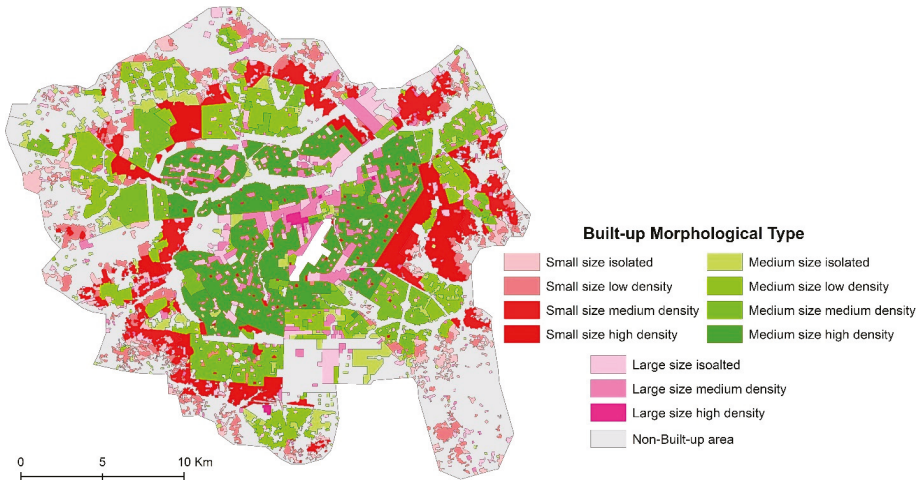 Built-up Morphological Type
Small size isolated
Small size low density
Small size medium density
Small size high density
Medium size isolated
Medium size low density
Medium size medium density
Medium size high density
Large size isoalted
Large size medium density
Large size high density
Non-Built-up area
0 5 10 Km